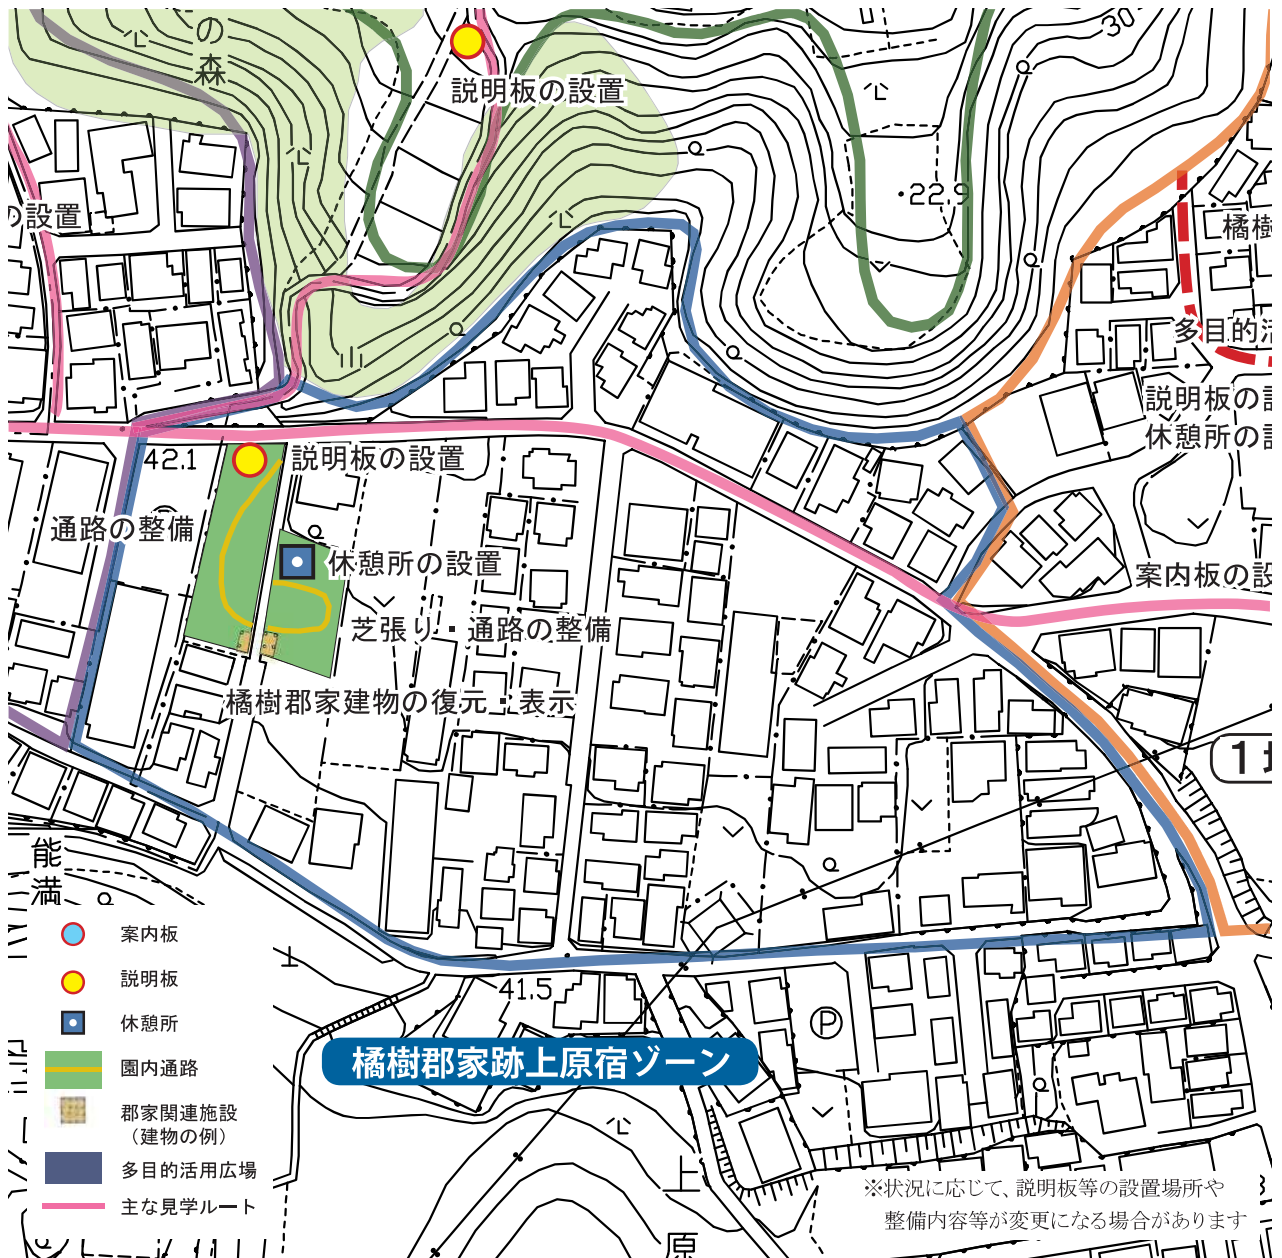 の
森
30
説明板の設置
・22.9
の設置
橘樹
多目的
説明板の
休憩所の
42.1
説明板の設置
通路の整備
休憩所の設置
案内板の設
芝張り・通路の整備
橘樹郡家建物の復元・表示
1
能
満
41.5
P
橘樹郡家跡上原宿ゾーン
案内板
説明板
休憩所
園内通路
郡家関連施設
（建物の例）
多目的活用広場
主な見学ルート
上
原
※状況に応じて、説明板等の設置場所や
整備内容等が変更になる場合があります